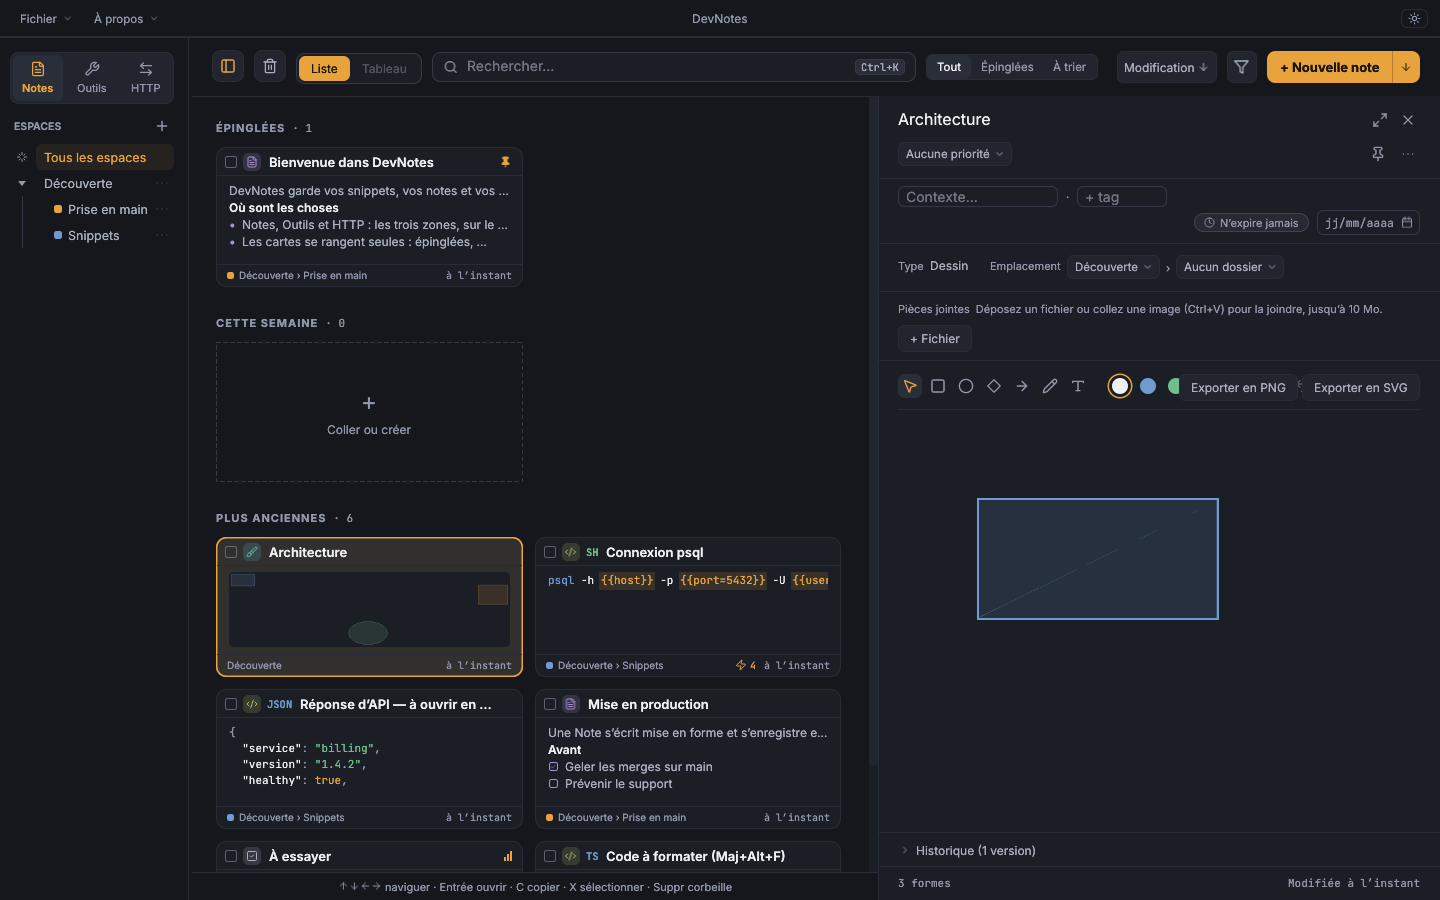 Fichier
À propos
DevNotes
Notes
Outils
HTTP
Liste
Tableau
Rechercher...
Ctrl+K
Tout
Épinglées
À trier
Modification
+ Nouvelle note
ESPACES
Tous les espaces
Découverte
Prise en main
Snippets
ÉPINGLÉES · 1
Bienvenue dans DevNotes
DevNotes garde vos snippets, vos notes et vos ...
Où sont les choses
• Notes, Outils et HTTP : les trois zones, sur le ...
• Les cartes se rangent seules : épinglées, ...
Découverte › Prise en main
à l'instant
CETTE SEMAINE · 0
+
Coller ou créer
PLUS ANCIENNES · 6
Architecture
Découverte
à l'instant
SH Connexion psql
psql -h {{host}} -p {{port=5432}} -U {{user
Découverte › Snippets
4 à l'instant
JSON Réponse d'API — à ouvrir en ...
{
"service": "billing",
"version": "1.4.2",
"healthy": true,
Découverte › Snippets
à l'instant
Mise en production
Une Note s'écrit mise en forme et s'enregistre e...
Avant
Geler les merges sur main
Prévenir le support
Découverte › Prise en main
à l'instant
À essayer
TS Code à formater (Maj+Alt+F)
↑↓←→ naviguer · Entrée ouvrir · C copier · X sélectionner · Suppr corbeille
Architecture
Aucune priorité
Contexte...
· + tag
N'expire jamais
jj/mm/aaaa
Type Dessin
Emplacement Découverte › Aucun dossier
Pièces jointes Déposez un fichier ou collez une image (Ctrl+V) pour la joindre, jusqu'à 10 Mo.
+ Fichier
T
Exporter en PNG
Exporter en SVG
Historique (1 version)
3 formes
Modifiée à l'instant